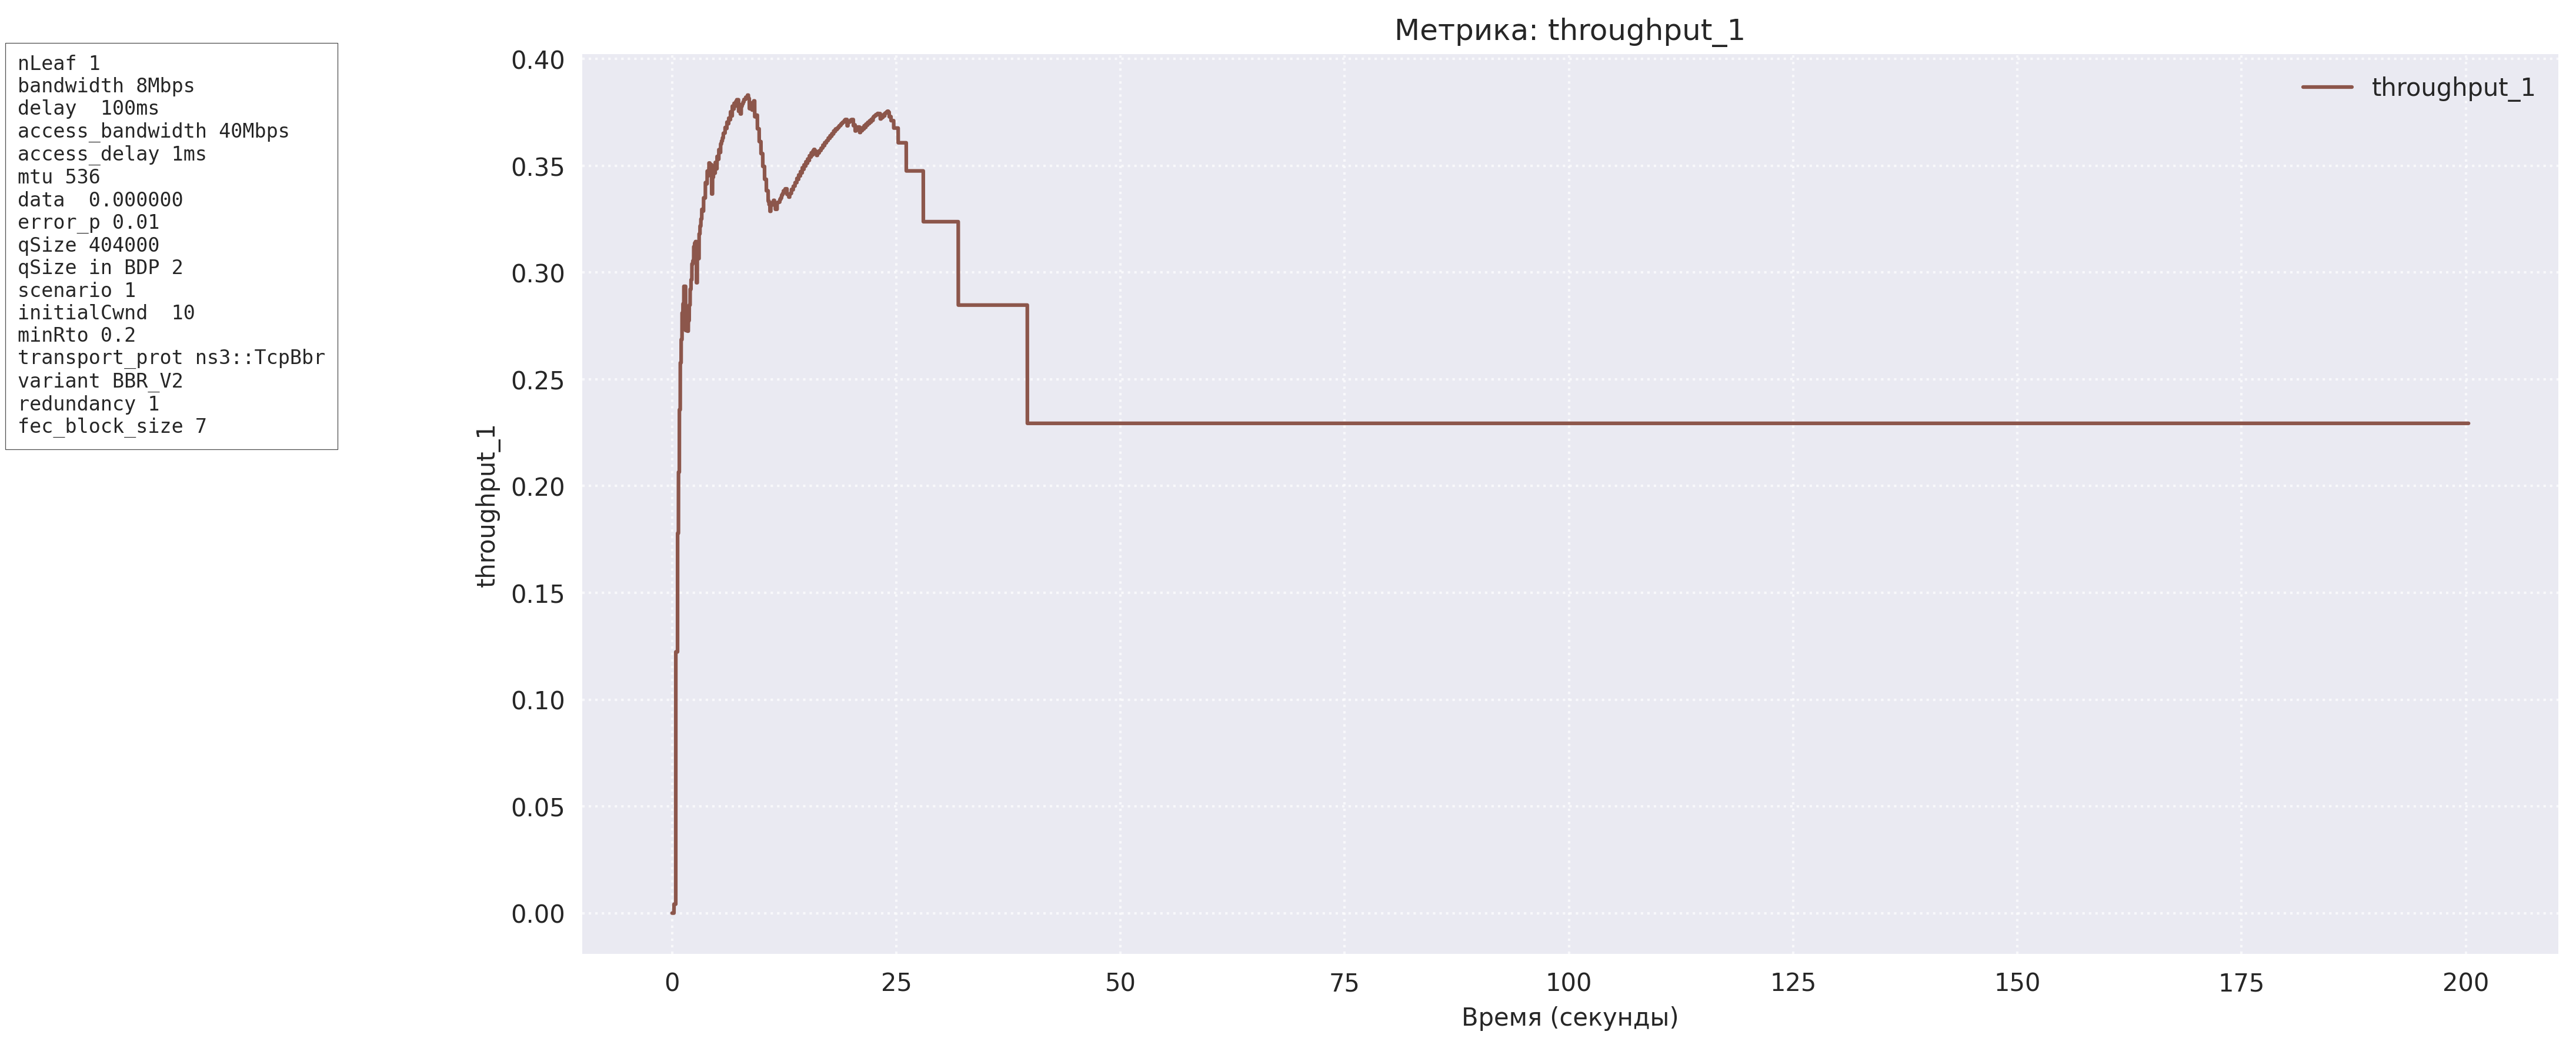 Метрика: throughput_1
nLeaf 1
bandwidth 8Mbps
delay  100ms
access_bandwidth 40Mbps
access_delay 1ms
mtu 536
data  0.000000
error_p 0.01
qSize 404000
qSize in BDP 2
scenario 1
initialCwnd  10
minRto 0.2
transport_prot ns3::TcpBbr
variant BBR_V2
redundancy 1
fec_block_size 7
throughput_1
0.40
0.35
0.30
0.25
0.20
0.15
0.10
0.05
0.00
throughput_1
0 25 50 75 100 125 150 175 200
Время (секунды)